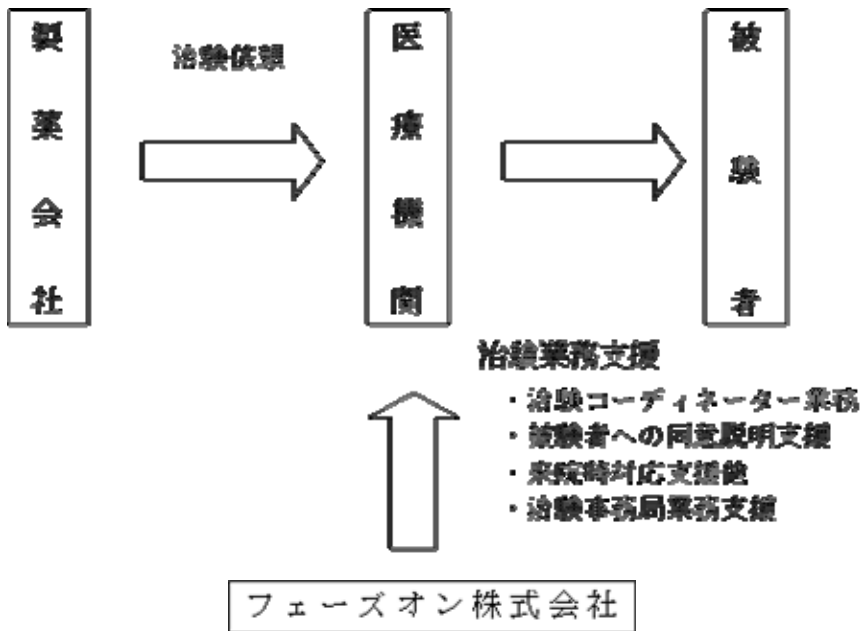 製薬会社
治験依頼
医療機関
被験者
治験業務支援
・治験コーディネーター業務
・被験者への同意説明支援
・来院時対応支援他
・治験事務局業務支援
フェーズオン株式会社